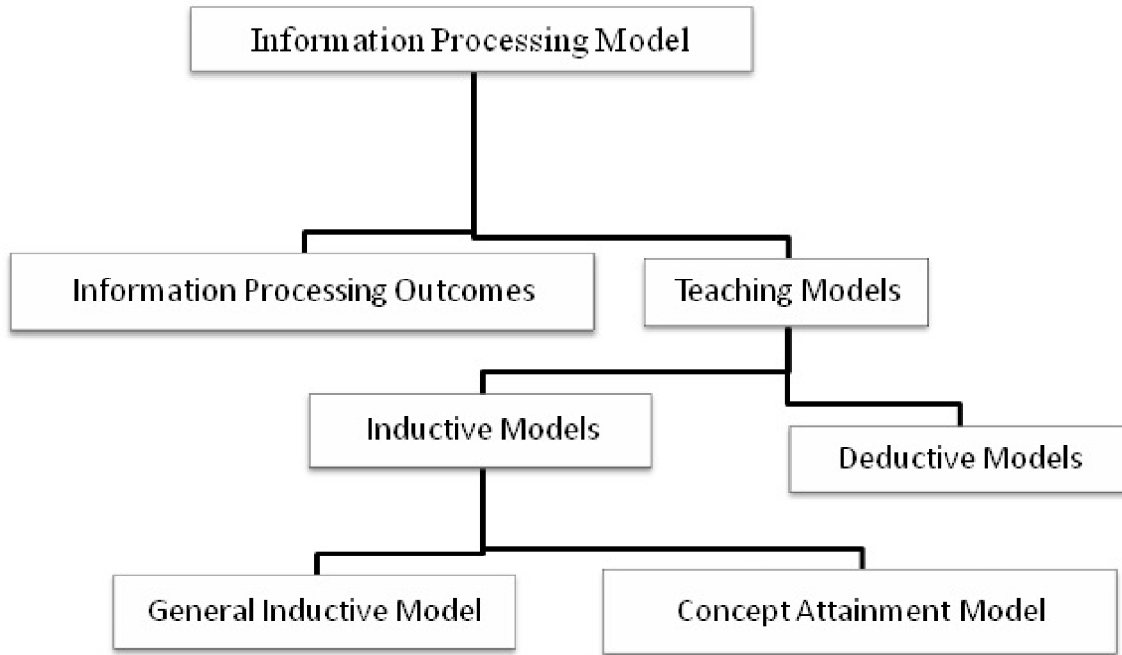 Information Processing Model
Information Processing Outcomes
Teaching Models
Inductive Models
Deductive Models
General Inductive Model
Concept Attainment Model